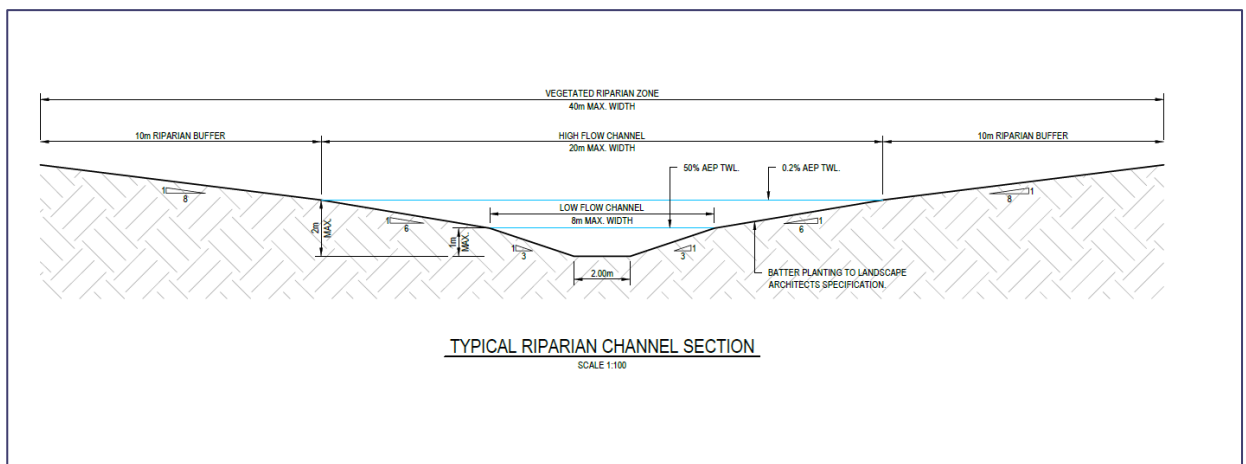 VEGETATED RIPARIAN ZONE
40m MAX. WIDTH
10m RIPARIAN BUFFER
HIGH FLOW CHANNEL
20m MAX. WIDTH
10m RIPARIAN BUFFER
50% AEP TWL.
0.2% AEP TWL.
1
8
1
8
LOW FLOW CHANNEL
8m MAX. WIDTH
2m
MAX.
1
6
1
6
1m
MAX.
1
3
1
3
2.00m
BATTER PLANTING TO LANDSCAPE
ARCHITECTS SPECIFICATION.
TYPICAL RIPARIAN CHANNEL SECTION
SCALE 1:100